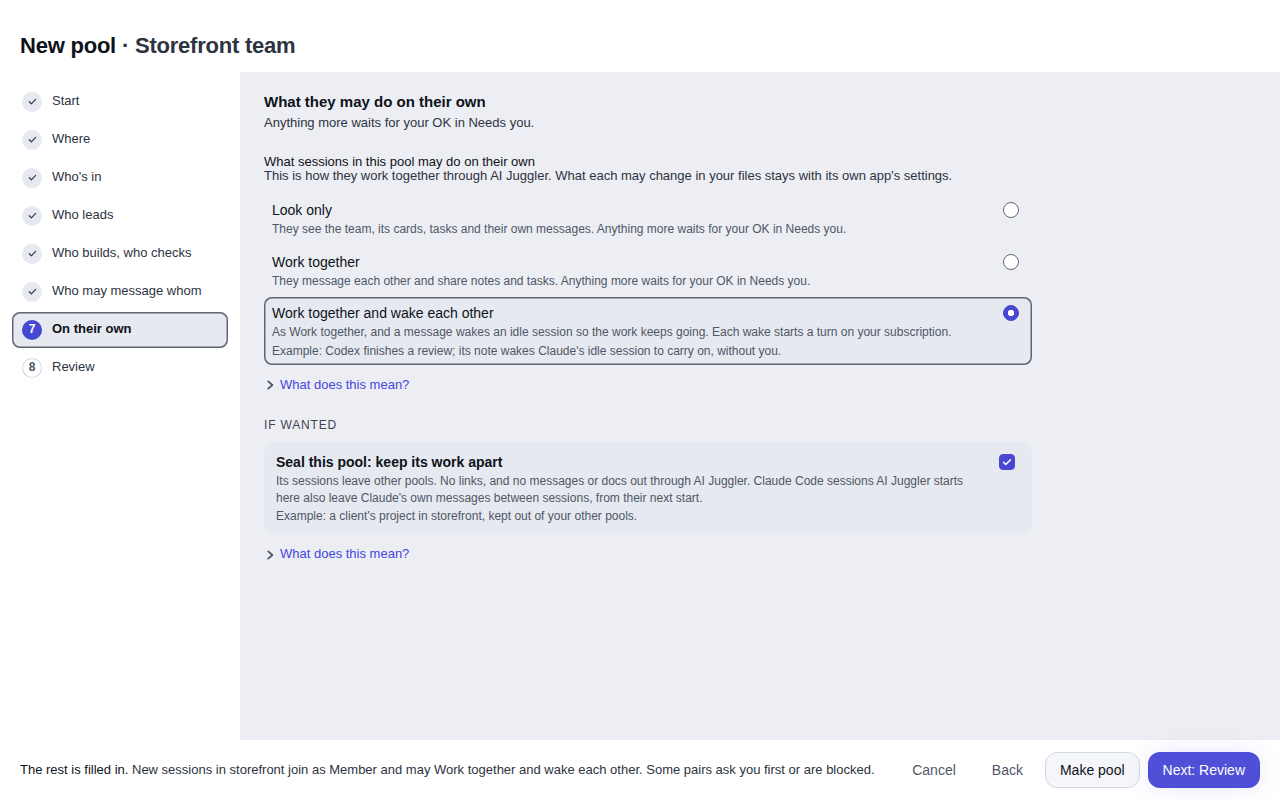 New pool · Storefront team
Start
Where
Who's in
Who leads
Who builds, who checks
Who may message whom
7 On their own
8 Review
What they may do on their own
Anything more waits for your OK in Needs you.
What sessions in this pool may do on their own
This is how they work together through AI Juggler. What each may change in your files stays with its own app's settings.
Look only
They see the team, its cards, tasks and their own messages. Anything more waits for your OK in Needs you.
Work together
They message each other and share notes and tasks. Anything more waits for your OK in Needs you.
Work together and wake each other
As Work together, and a message wakes an idle session so the work keeps going. Each wake starts a turn on your subscription.
Example: Codex finishes a review; its note wakes Claude's idle session to carry on, without you.
What does this mean?
IF WANTED
Seal this pool: keep its work apart
Its sessions leave other pools. No links, and no messages or docs out through AI Juggler. Claude Code sessions AI Juggler starts
here also leave Claude's own messages between sessions, from their next start.
Example: a client's project in storefront, kept out of your other pools.
What does this mean?
The rest is filled in. New sessions in storefront join as Member and may Work together and wake each other. Some pairs ask you first or are blocked.
Cancel
Back
Make pool
Next: Review